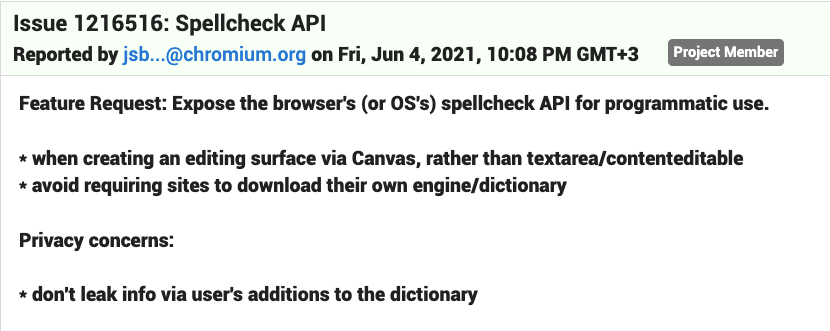 Issue 1216516: Spellcheck API
Reported by jsb...@chromium.org on Fri, Jun 4, 2021, 10:08 PM GMT+3 Project Member
Feature Request: Expose the browser's (or OS's) spellcheck API for programmatic use.
* when creating an editing surface via Canvas, rather than textarea/contenteditable
* avoid requiring sites to download their own engine/dictionary
Privacy concerns:
* don't leak info via user's additions to the dictionary